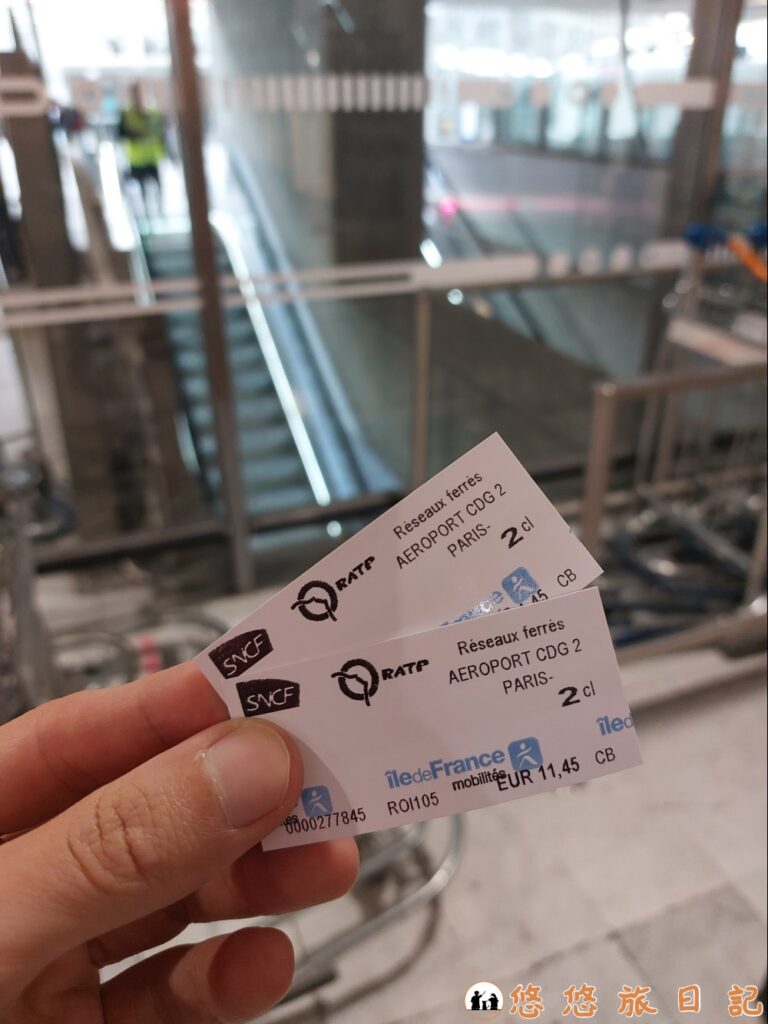 Réseaux ferrés
AEROPORT CDG 2
PARIS-
2 cl
RATP
SNCF
,45 CB
Réseaux ferrés
AEROPORT CDG 2
PARIS-
2 cl
RATP
SNCF
îledeFrance
mobilités
EUR 11,45 CB
0000277845 ROI105
悠悠旅日記